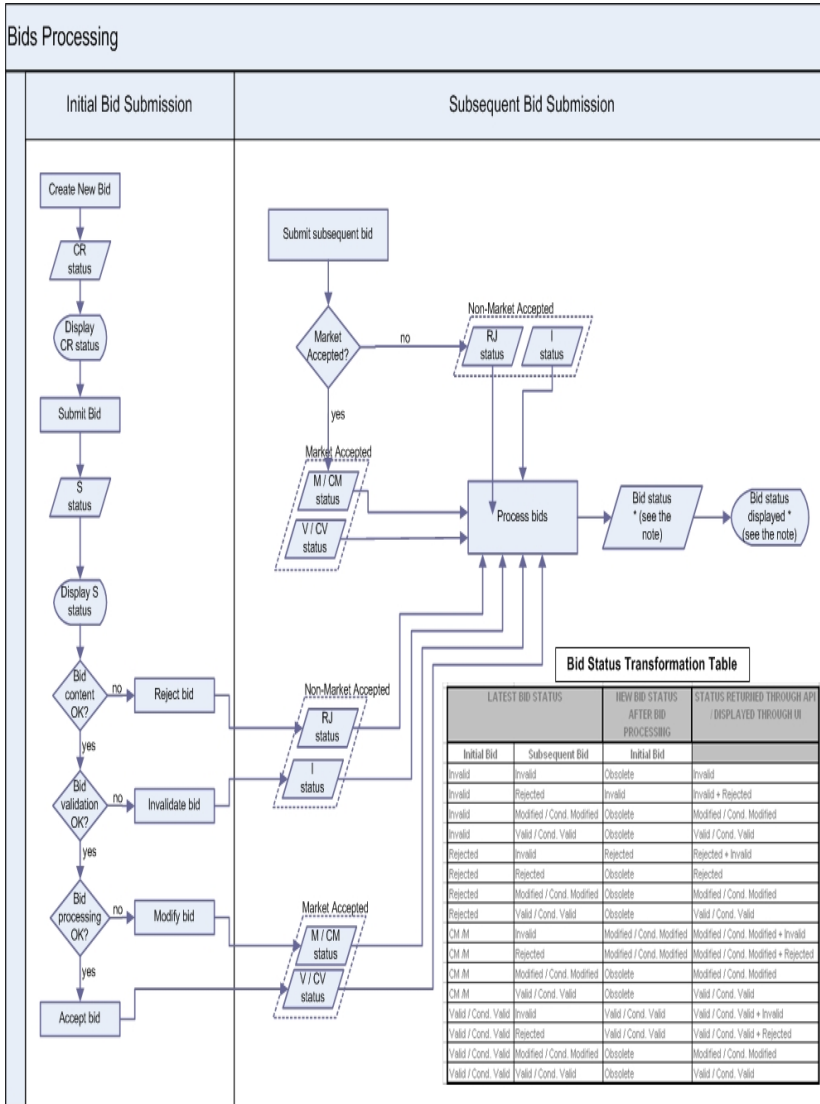 Bids Processing
Initial Bid Submission
Subsequent Bid Submission
Create New Bid
CR
status
Display
CR status
Submit Bid
S
status
Display S
status
Bid
content
OK?
no
Reject bid
yes
Bid
validation
OK?
no
Invalidate bid
yes
Bid
processing
OK?
no
Modify bid
yes
Accept bid
Submit subsequent bid
Market
Accepted?
no
yes
Non-Market Accepted
RJ
status
I
status
Market Accepted
M / CM
status
V / CV
status
Process bids
Bid status
* (see the
note)
Bid status
displayed *
(see the note)
Non-Market Accepted
RJ
status
I
status
Market Accepted
M / CM
status
V / CV
status
Bid Status Transformation Table
LATEST BID STATUS
NEW BID STATUS
AFTER BID
PROCESSING
STATUS RETURNED THROUGH API
/ DISPLAYED THROUGH UI
Initial Bid Subsequent Bid Initial Bid
Invalid Invalid Obsolete Invalid
Invalid Rejected Invalid Invalid + Rejected
Invalid Modified / Cond. Modified Obsolete Modified / Cond. Modified
Invalid Valid / Cond. Valid Obsolete Valid / Cond. Valid
Rejected Invalid Rejected Rejected + Invalid
Rejected Rejected Obsolete Rejected
Rejected Modified / Cond. Modified Obsolete Modified / Cond. Modified
Rejected Valid / Cond. Valid Obsolete Valid / Cond. Valid
CM /M Invalid Modified / Cond. Modified Modified / Cond. Modified + Invalid
CM /M Rejected Modified / Cond. Modified Modified / Cond. Modified + Rejected
CM /M Modified / Cond. Modified Obsolete Modified / Cond. Modified
CM /M Valid / Cond. Valid Obsolete Valid / Cond. Valid
Valid / Cond. Valid Invalid Valid / Cond. Valid Valid / Cond. Valid + Invalid
Valid / Cond. Valid Rejected Valid / Cond. Valid Valid / Cond. Valid + Rejected
Valid / Cond. Valid Modified / Cond. Modified Obsolete Modified / Cond. Modified
Valid / Cond. Valid Valid / Cond. Valid Obsolete Valid / Cond. Valid